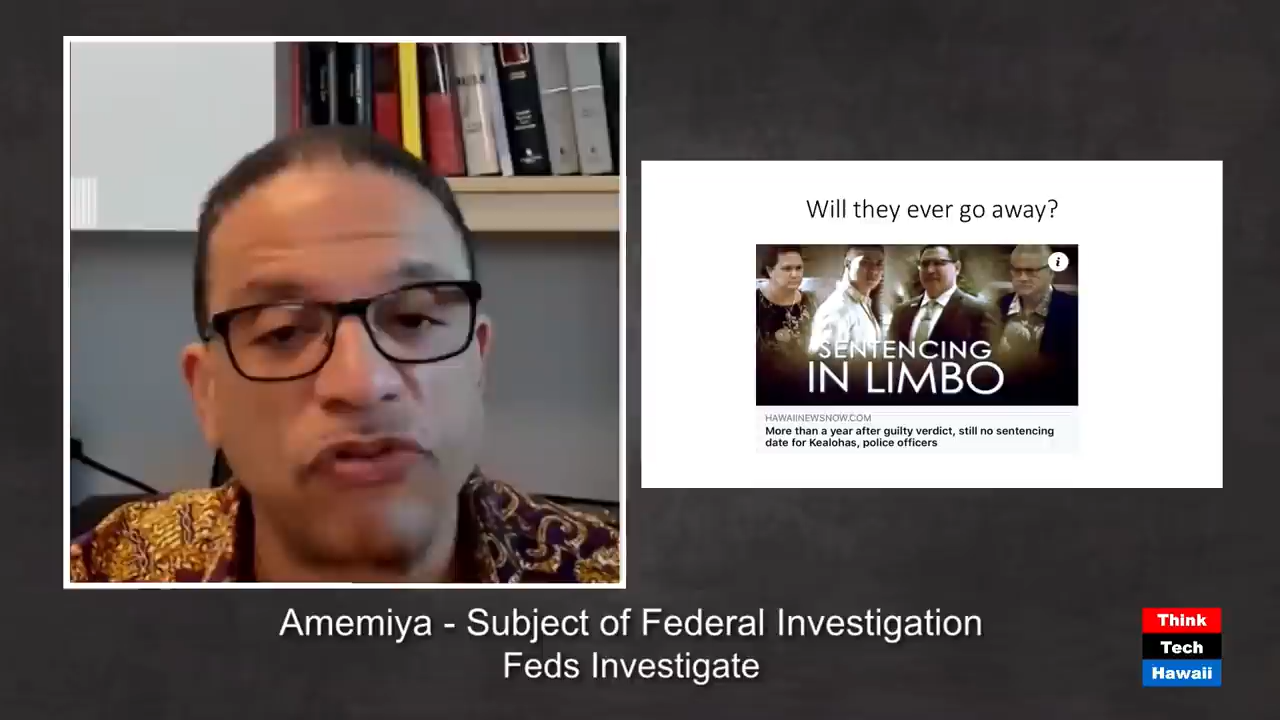 Will they ever go away?
i
SENTENCING
IN LIMBO
HAWAIINEWSNOW.COM
More than a year after guilty verdict, still no sentencing
date for Kealohas, police officers
Amemiya - Subject of Federal Investigation
Feds Investigate
Think
Tech
Hawaii